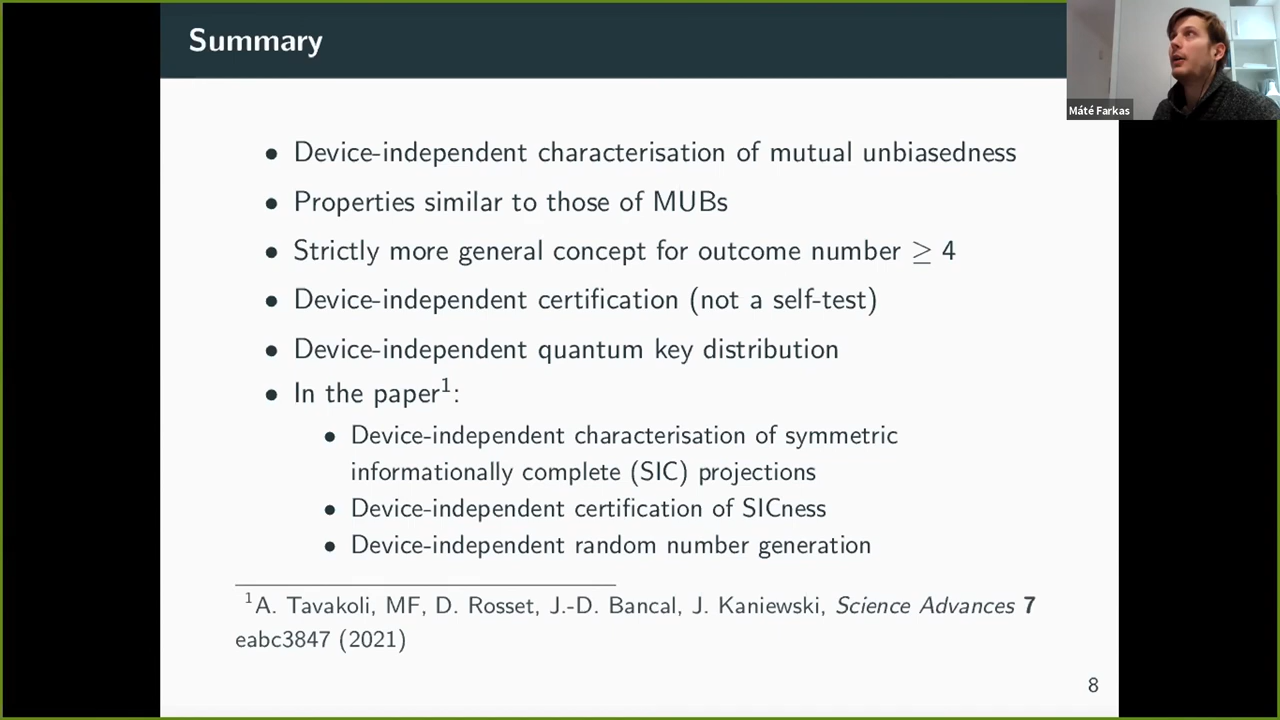 Summary
Máté Farkas
• Device-independent characterisation of mutual unbiasedness
• Properties similar to those of MUBs
• Strictly more general concept for outcome number ≥ 4
• Device-independent certification (not a self-test)
• Device-independent quantum key distribution
• In the paper¹:
• Device-independent characterisation of symmetric
informationally complete (SIC) projections
• Device-independent certification of SICness
• Device-independent random number generation
¹A. Tavakoli, MF, D. Rosset, J.-D. Bancal, J. Kaniewski, Science Advances 7
eabc3847 (2021)
8